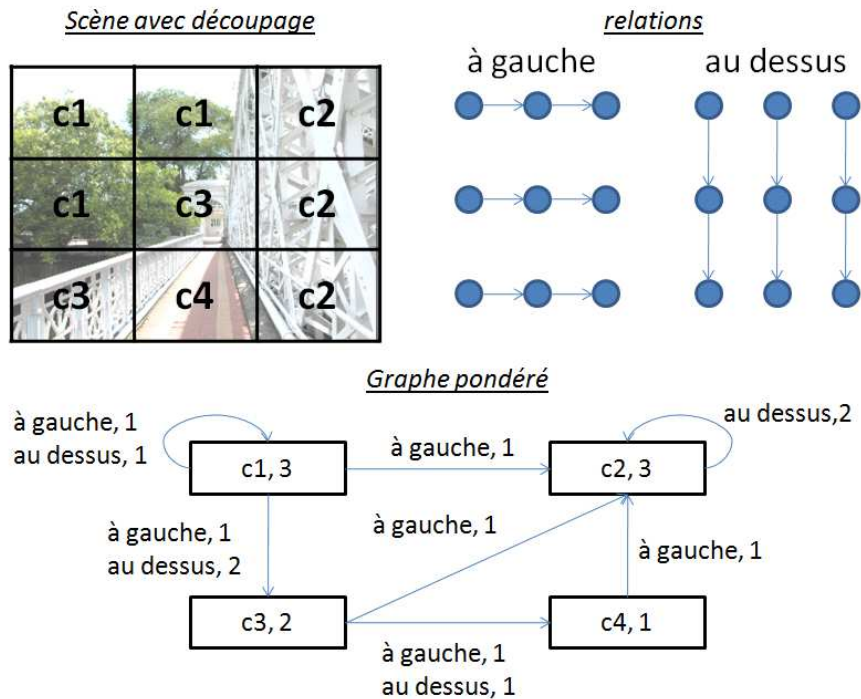 Scène avec découpage
relations
à gauche
au dessus
c1 c1 c2
c1 c3 c2
c3 c4 c2
Graphe pondéré
à gauche, 1
au dessus, 1
c1, 3
à gauche, 1
c2, 3
au dessus,2
à gauche, 1
au dessus, 2
à gauche, 1
à gauche, 1
c3, 2
c4, 1
à gauche, 1
au dessus, 1